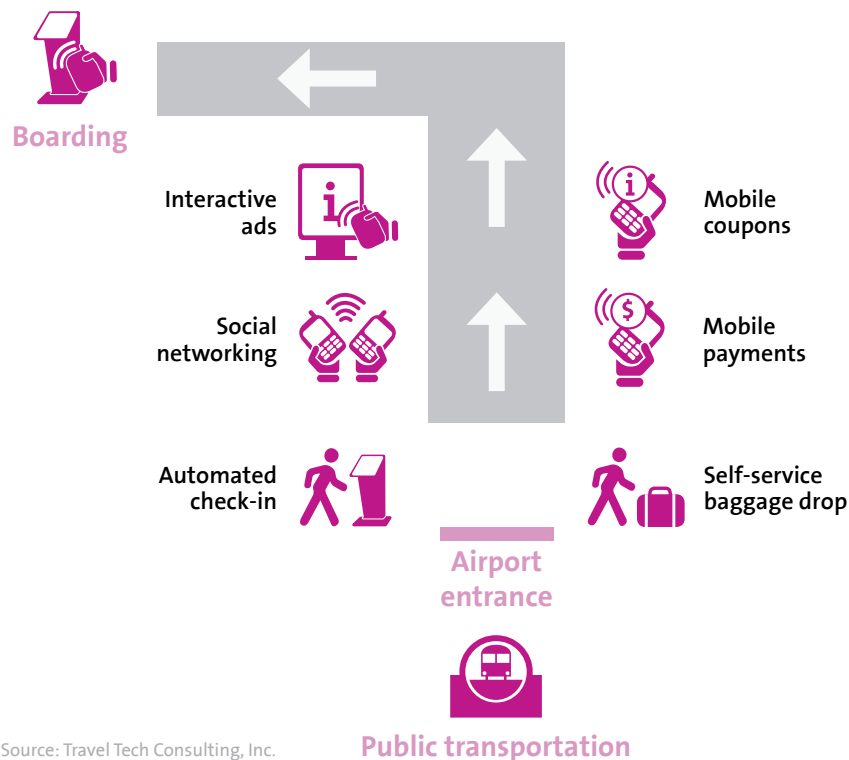 Boarding
Interactive
ads
Mobile
coupons
Social
networking
Mobile
payments
Automated
check-in
Self-service
baggage drop
Airport
entrance
Public transportation
Source: Travel Tech Consulting, Inc.